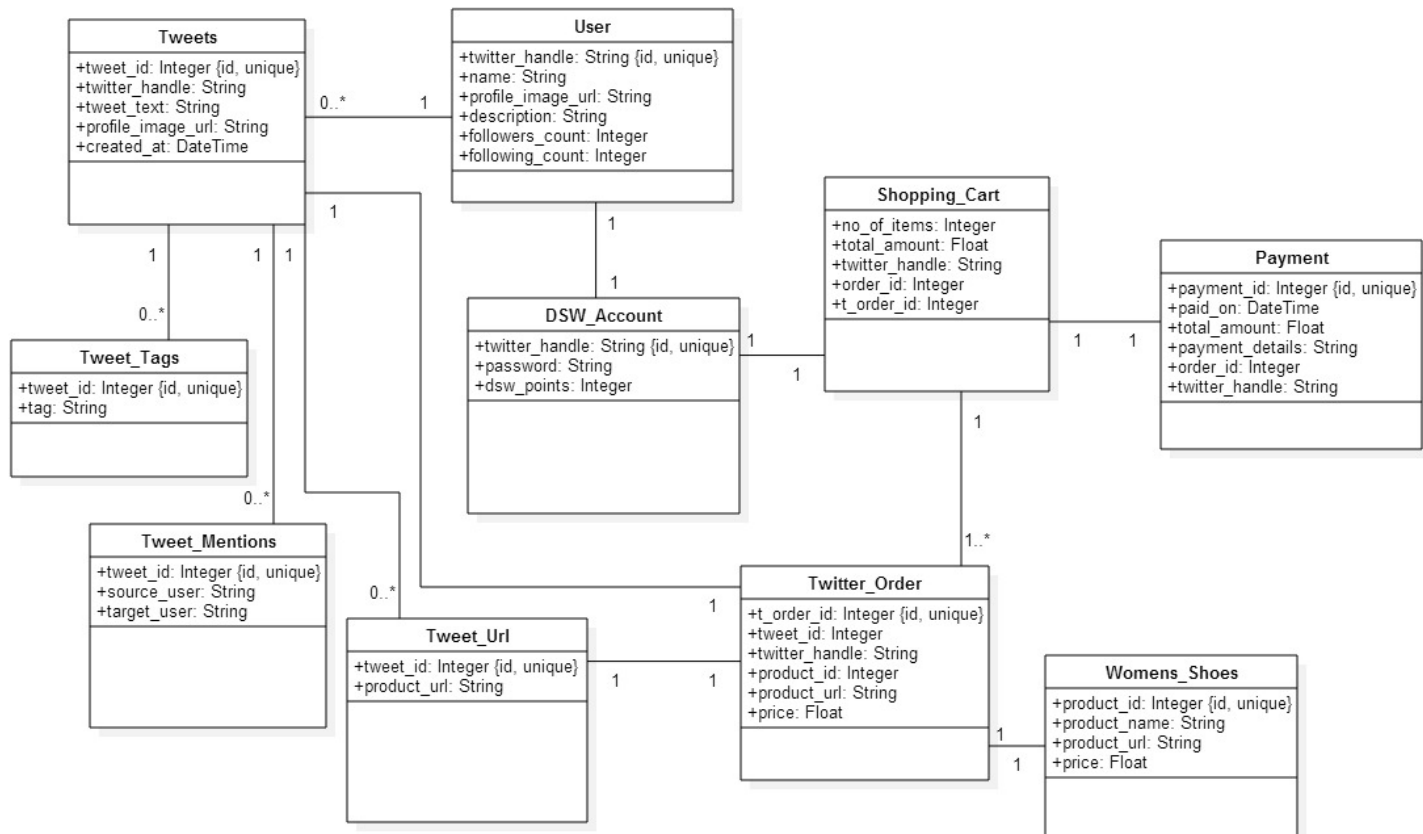 Tweets
+tweet_id: Integer {id, unique}
+twitter_handle: String
+tweet_text: String
+profile_image_url: String
+created_at: DateTime
0..*
1
User
+twitter_handle: String {id, unique}
+name: String
+profile_image_url: String
+description: String
+followers_count: Integer
+following_count: Integer
1
1
1
1
1
1
Shopping_Cart
+no_of_items: Integer
+total_amount: Float
+twitter_handle: String
+order_id: Integer
+t_order_id: Integer
Payment
+payment_id: Integer {id, unique}
+paid_on: DateTime
+total_amount: Float
+payment_details: String
+order_id: Integer
+twitter_handle: String
1
1
DSW_Account
+twitter_handle: String {id, unique}
+password: String
+dsw_points: Integer
1
1
0..*
Tweet_Tags
+tweet_id: Integer {id, unique}
+tag: String
0..*
Tweet_Mentions
+tweet_id: Integer {id, unique}
+source_user: String
+target_user: String
0..*
Tweet_Url
+tweet_id: Integer {id, unique}
+product_url: String
1
1
1
1
1..*
Twitter_Order
+t_order_id: Integer {id, unique}
+tweet_id: Integer
+twitter_handle: String
+product_id: Integer
+product_url: String
+price: Float
1
1
Womens_Shoes
+product_id: Integer {id, unique}
+product_name: String
+product_url: String
+price: Float